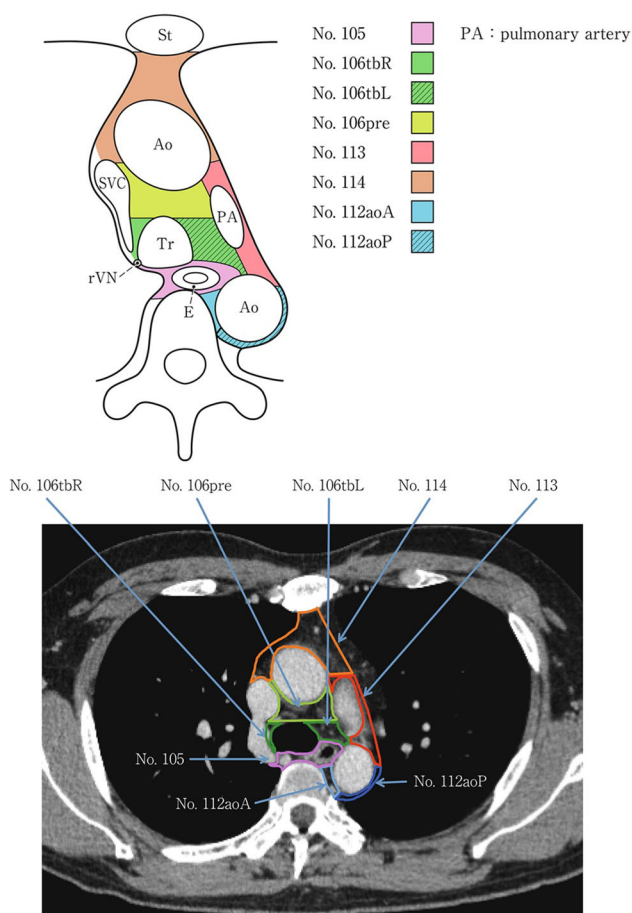 St
No. 105
PA : pulmonary artery
No. 106tbR
No. 106tbL
No. 106pre
Ao
No. 113
No. 114
SVC
No. 112aoA
PA
No. 112aoP
Tr
rVN
Ao
E
No. 106tbR
No. 106pre
No. 106tbL
No. 114
No. 113
No. 105
No. 112aoP
No. 112aoA